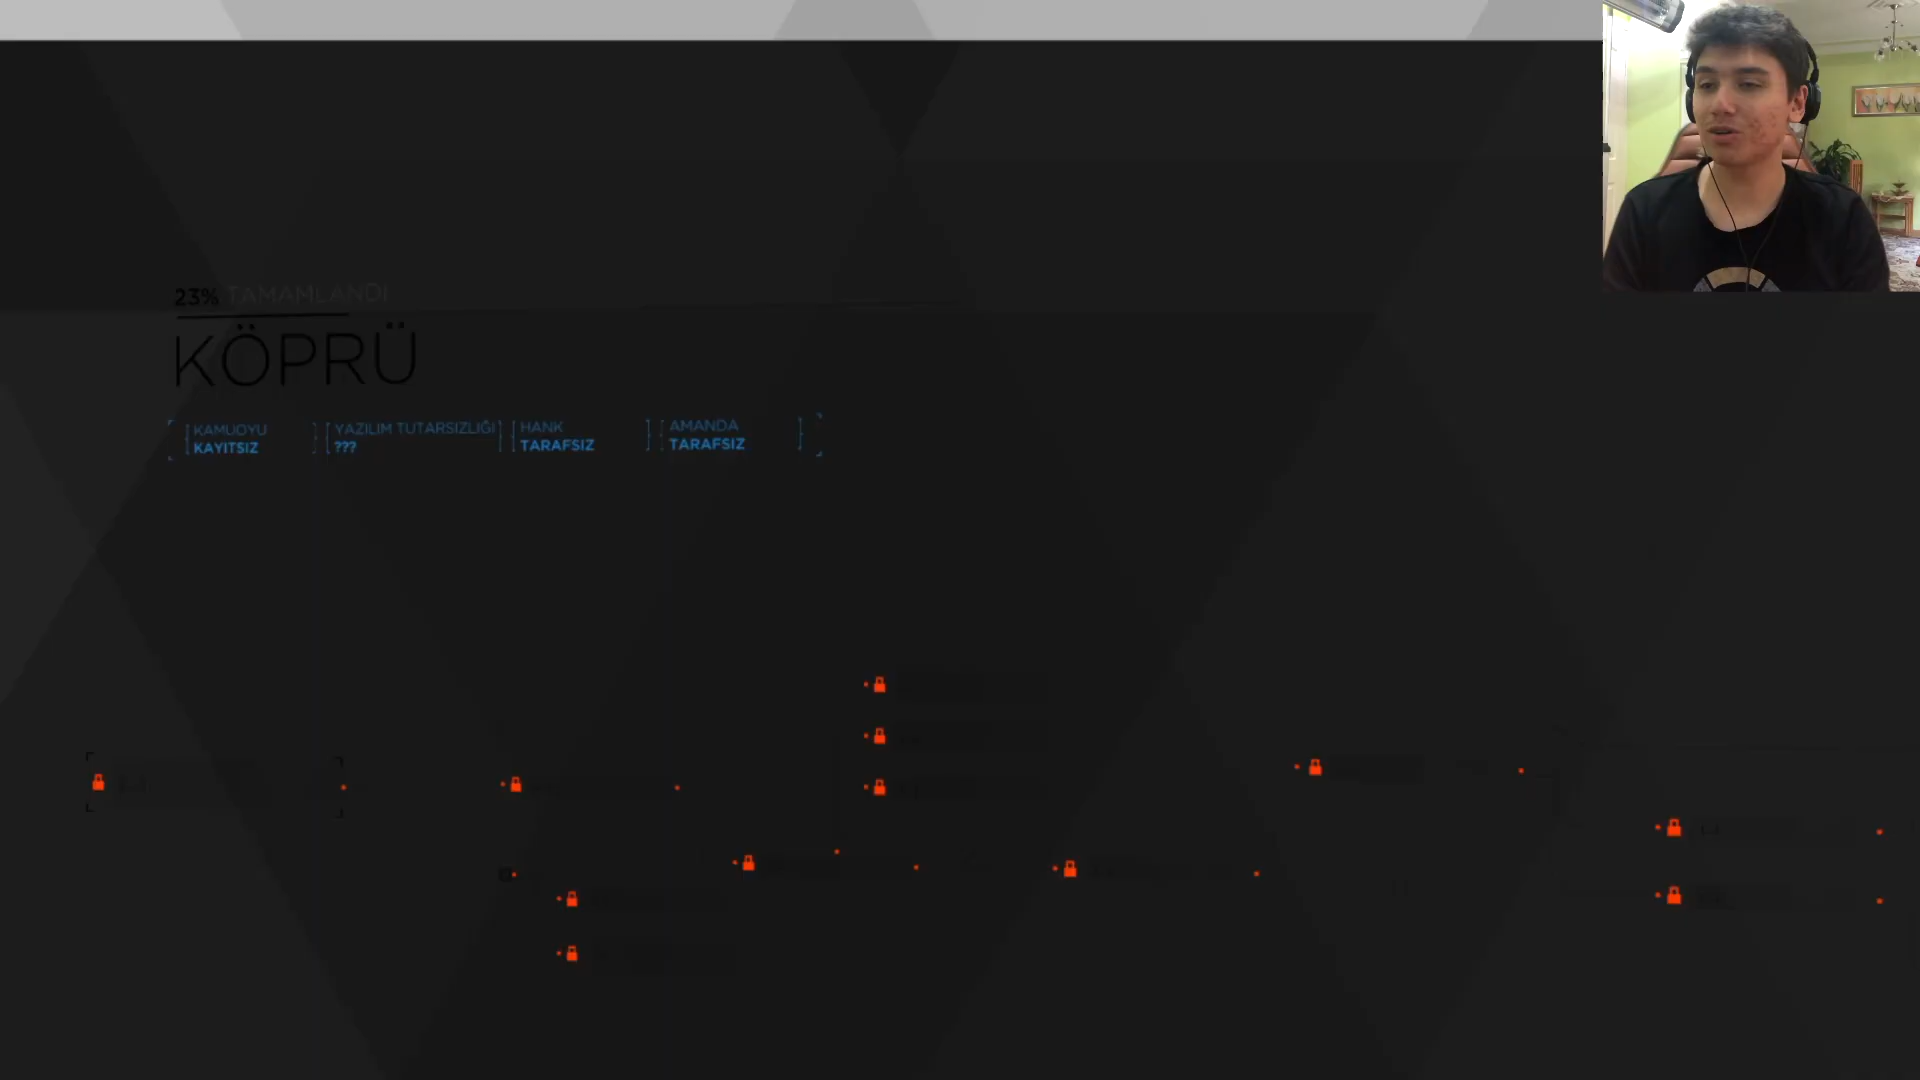 23% TAMAMLANDI
KÖPRÜ
KAMUOYU
KAYITSIZ
YAZILIM TUTARSIZLIĞI
???
HANK
TARAFSIZ
AMANDA
TARAFSIZ